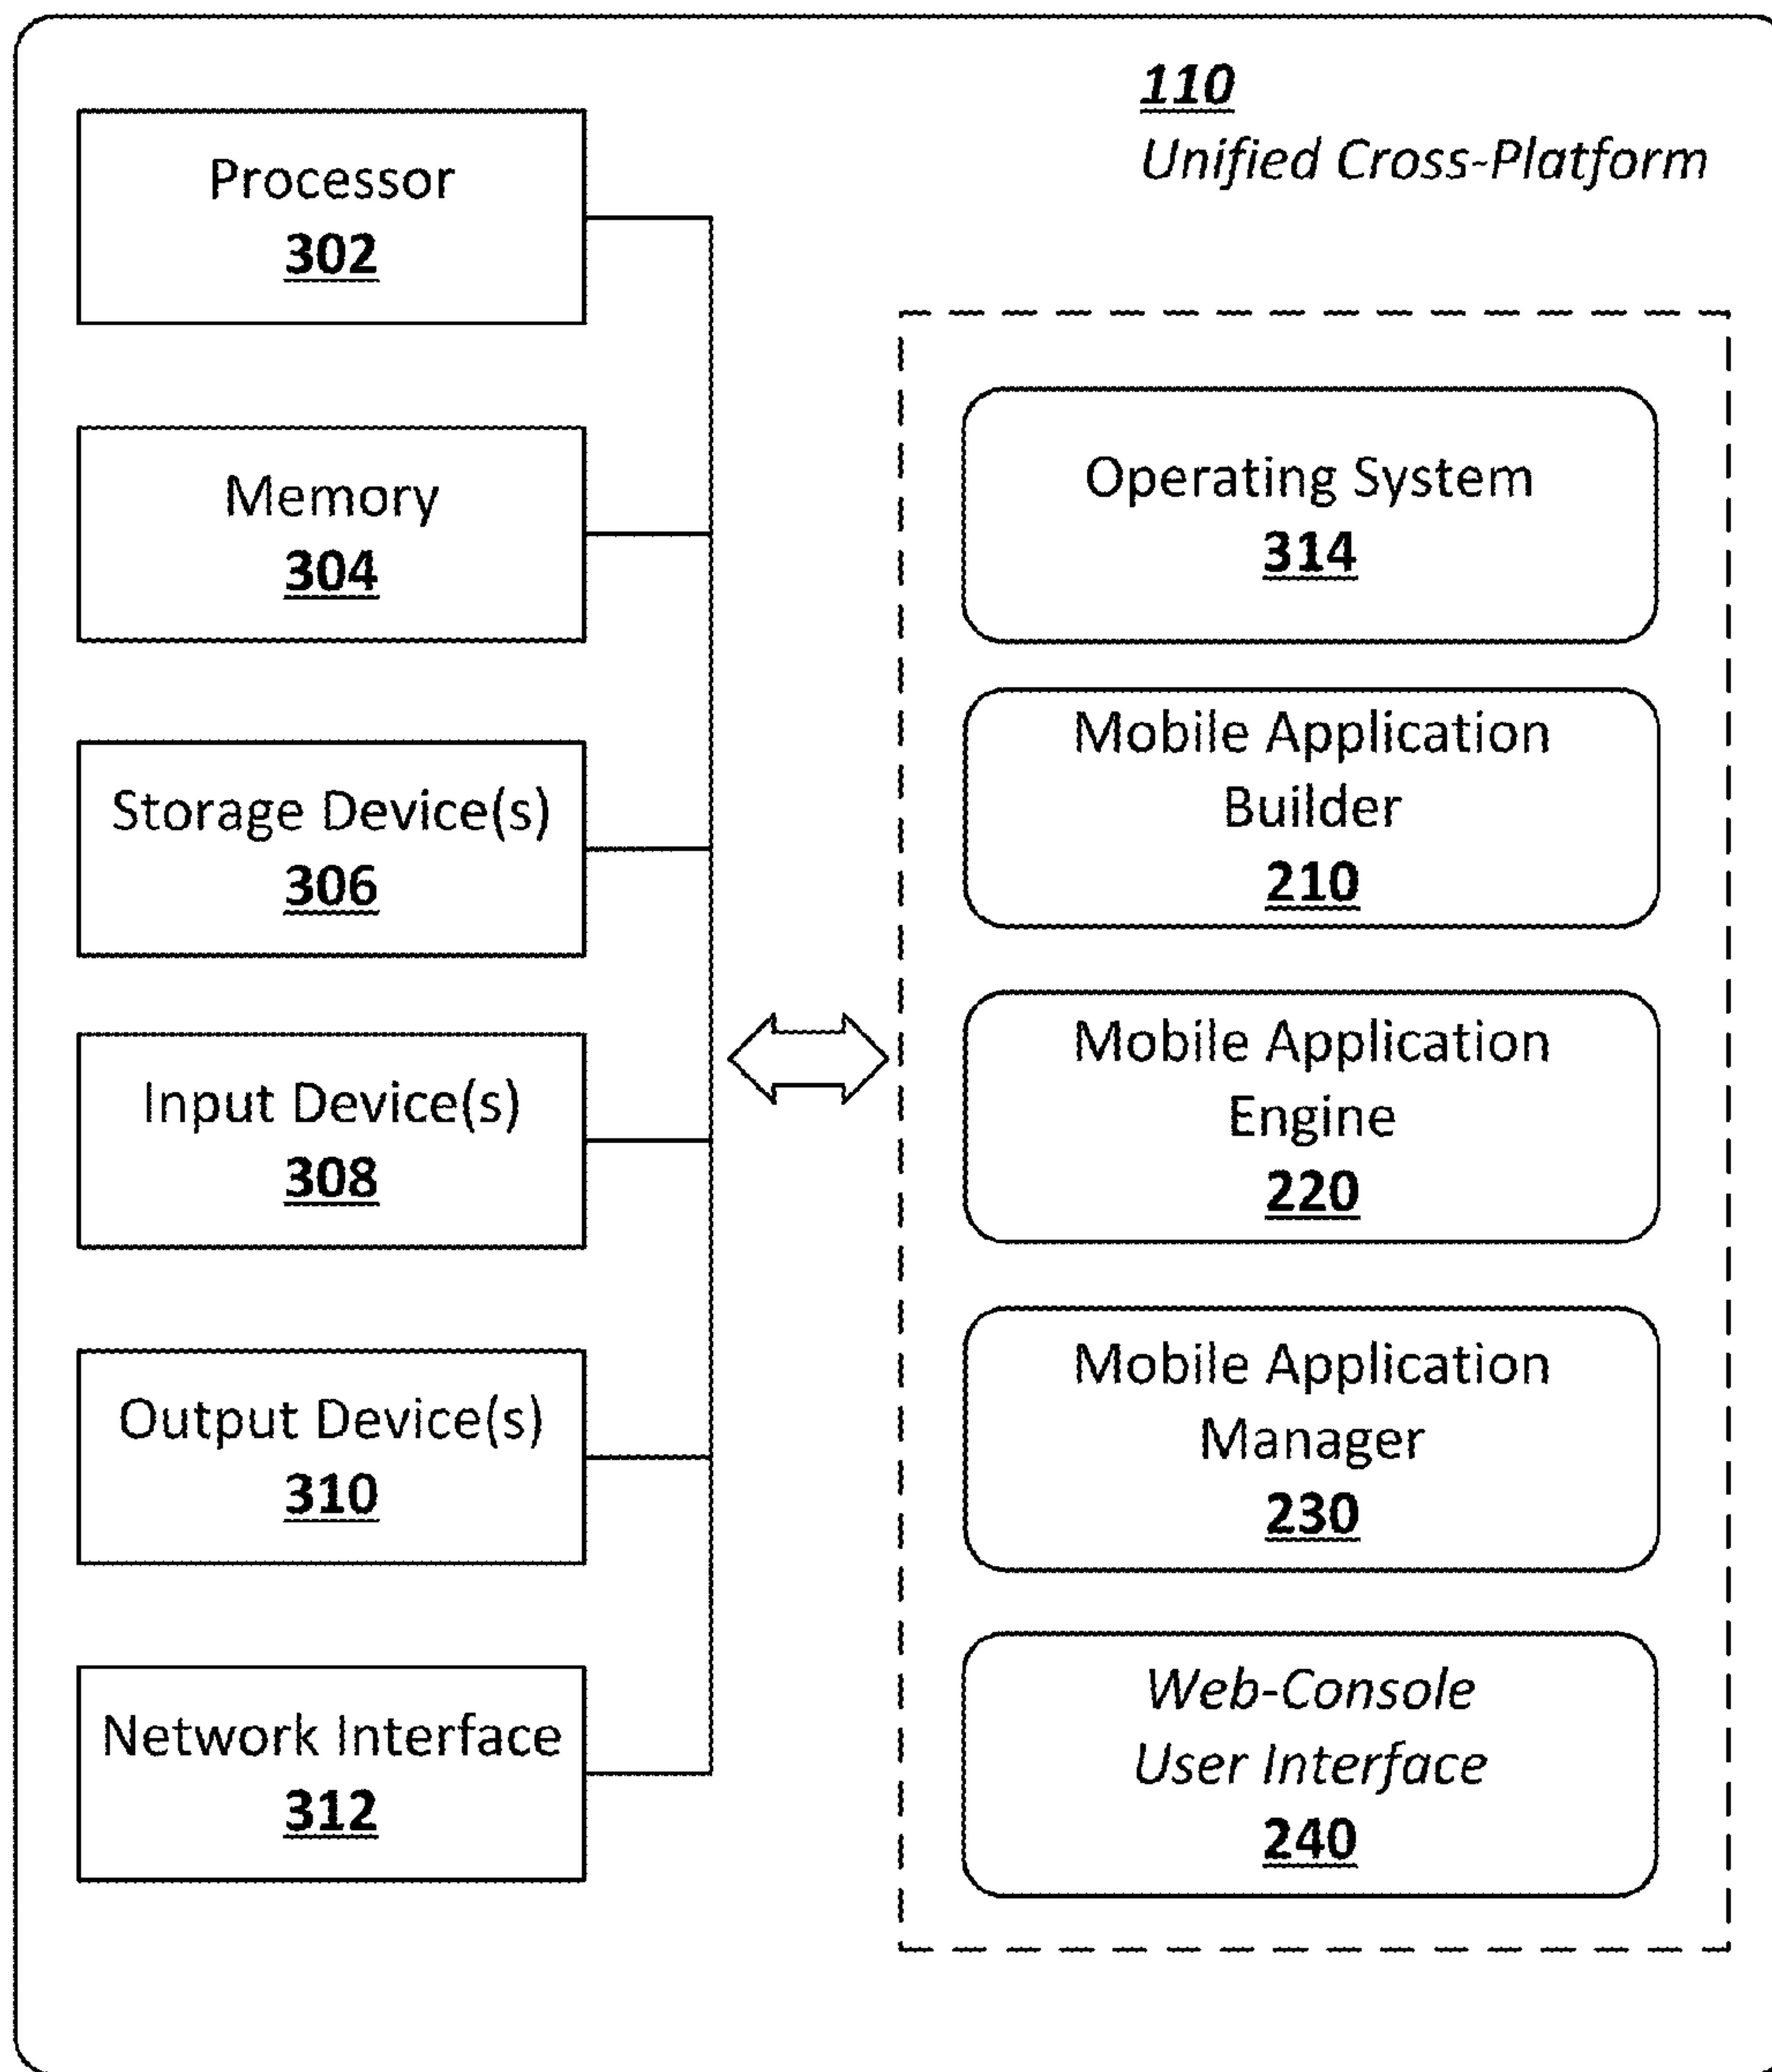 110
Unified Cross-Platform
Processor
302
Memory
304
Storage Device(s)
306
Input Device(s)
308
Output Device(s)
310
Network Interface
312
Operating System
314
Mobile Application
Builder
210
Mobile Application
Engine
220
Mobile Application
Manager
230
Web-Console
User Interface
240